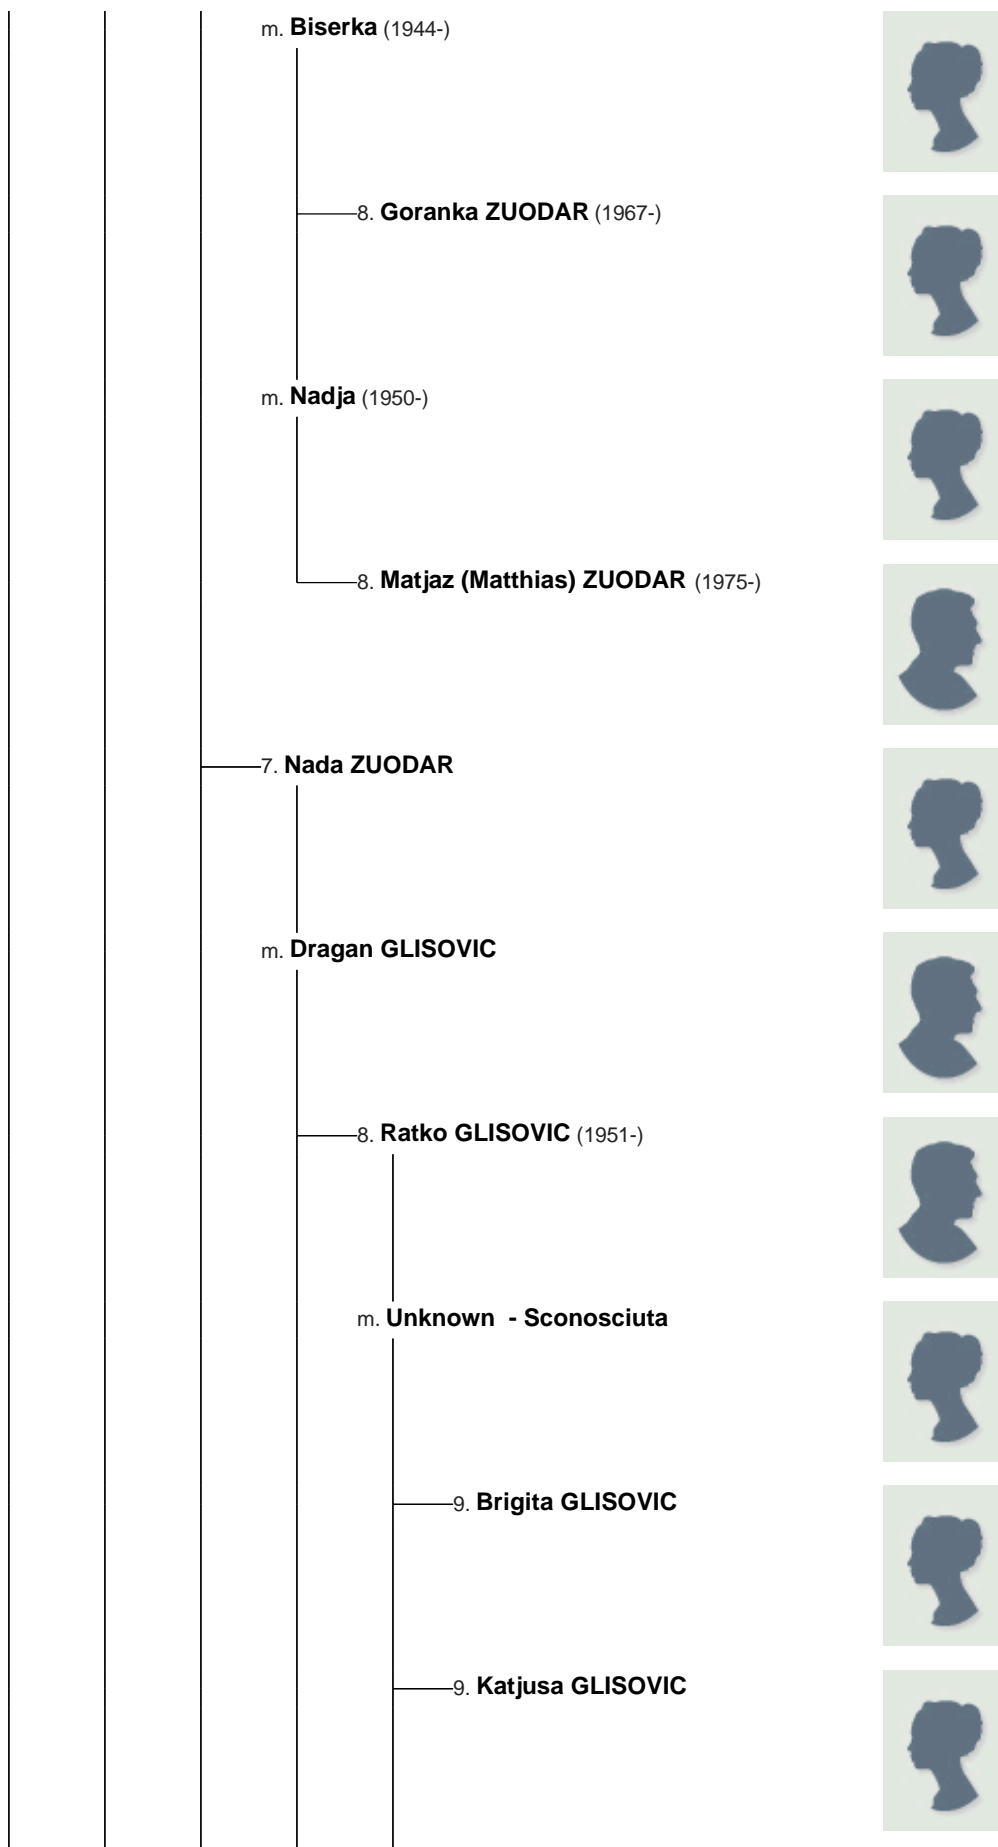 m. Biserka (1944-)
8. Goranka ZUODAR (1967-)
m. Nadja (1950-)
8. Matjaz (Matthias) ZUODAR (1975-)
7. Nada ZUODAR
m. Dragan GLISOVIC
8. Ratko GLISOVIC (1951-)
m. Unknown - Sconosciuta
9. Brigita GLISOVIC
9. Katjusa GLISOVIC